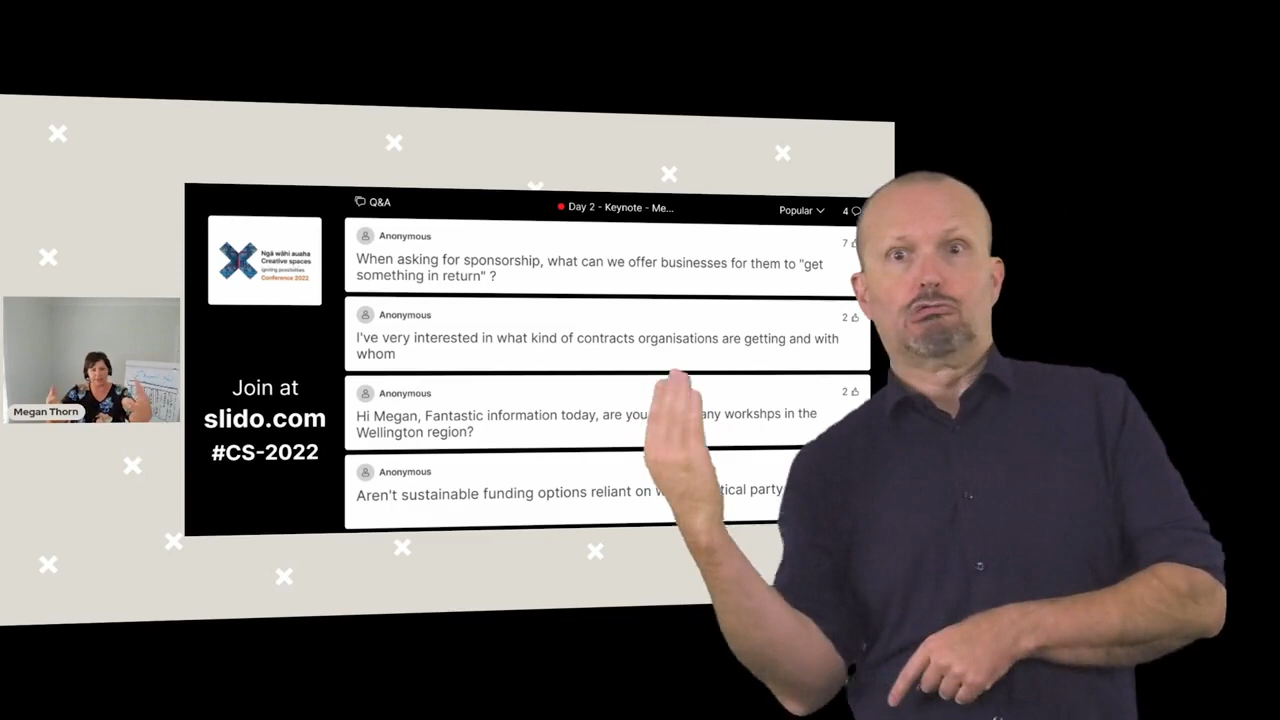 Q&A
Day 2 - Keynote - Me...
Popular
4
Ngā wāhi auaha
Creative spaces
igniting possibilities
Conference 2022
Join at
slido.com
#CS-2022
Megan Thorn
Anonymous
7
When asking for sponsorship, what can we offer businesses for them to "get
something in return" ?
Anonymous
2
I've very interested in what kind of contracts organisations are getting and with
whom
Anonymous
2
Hi Megan, Fantastic information today, are you any workshps in the
Wellington region?
Anonymous
Aren't sustainable funding options reliant on party